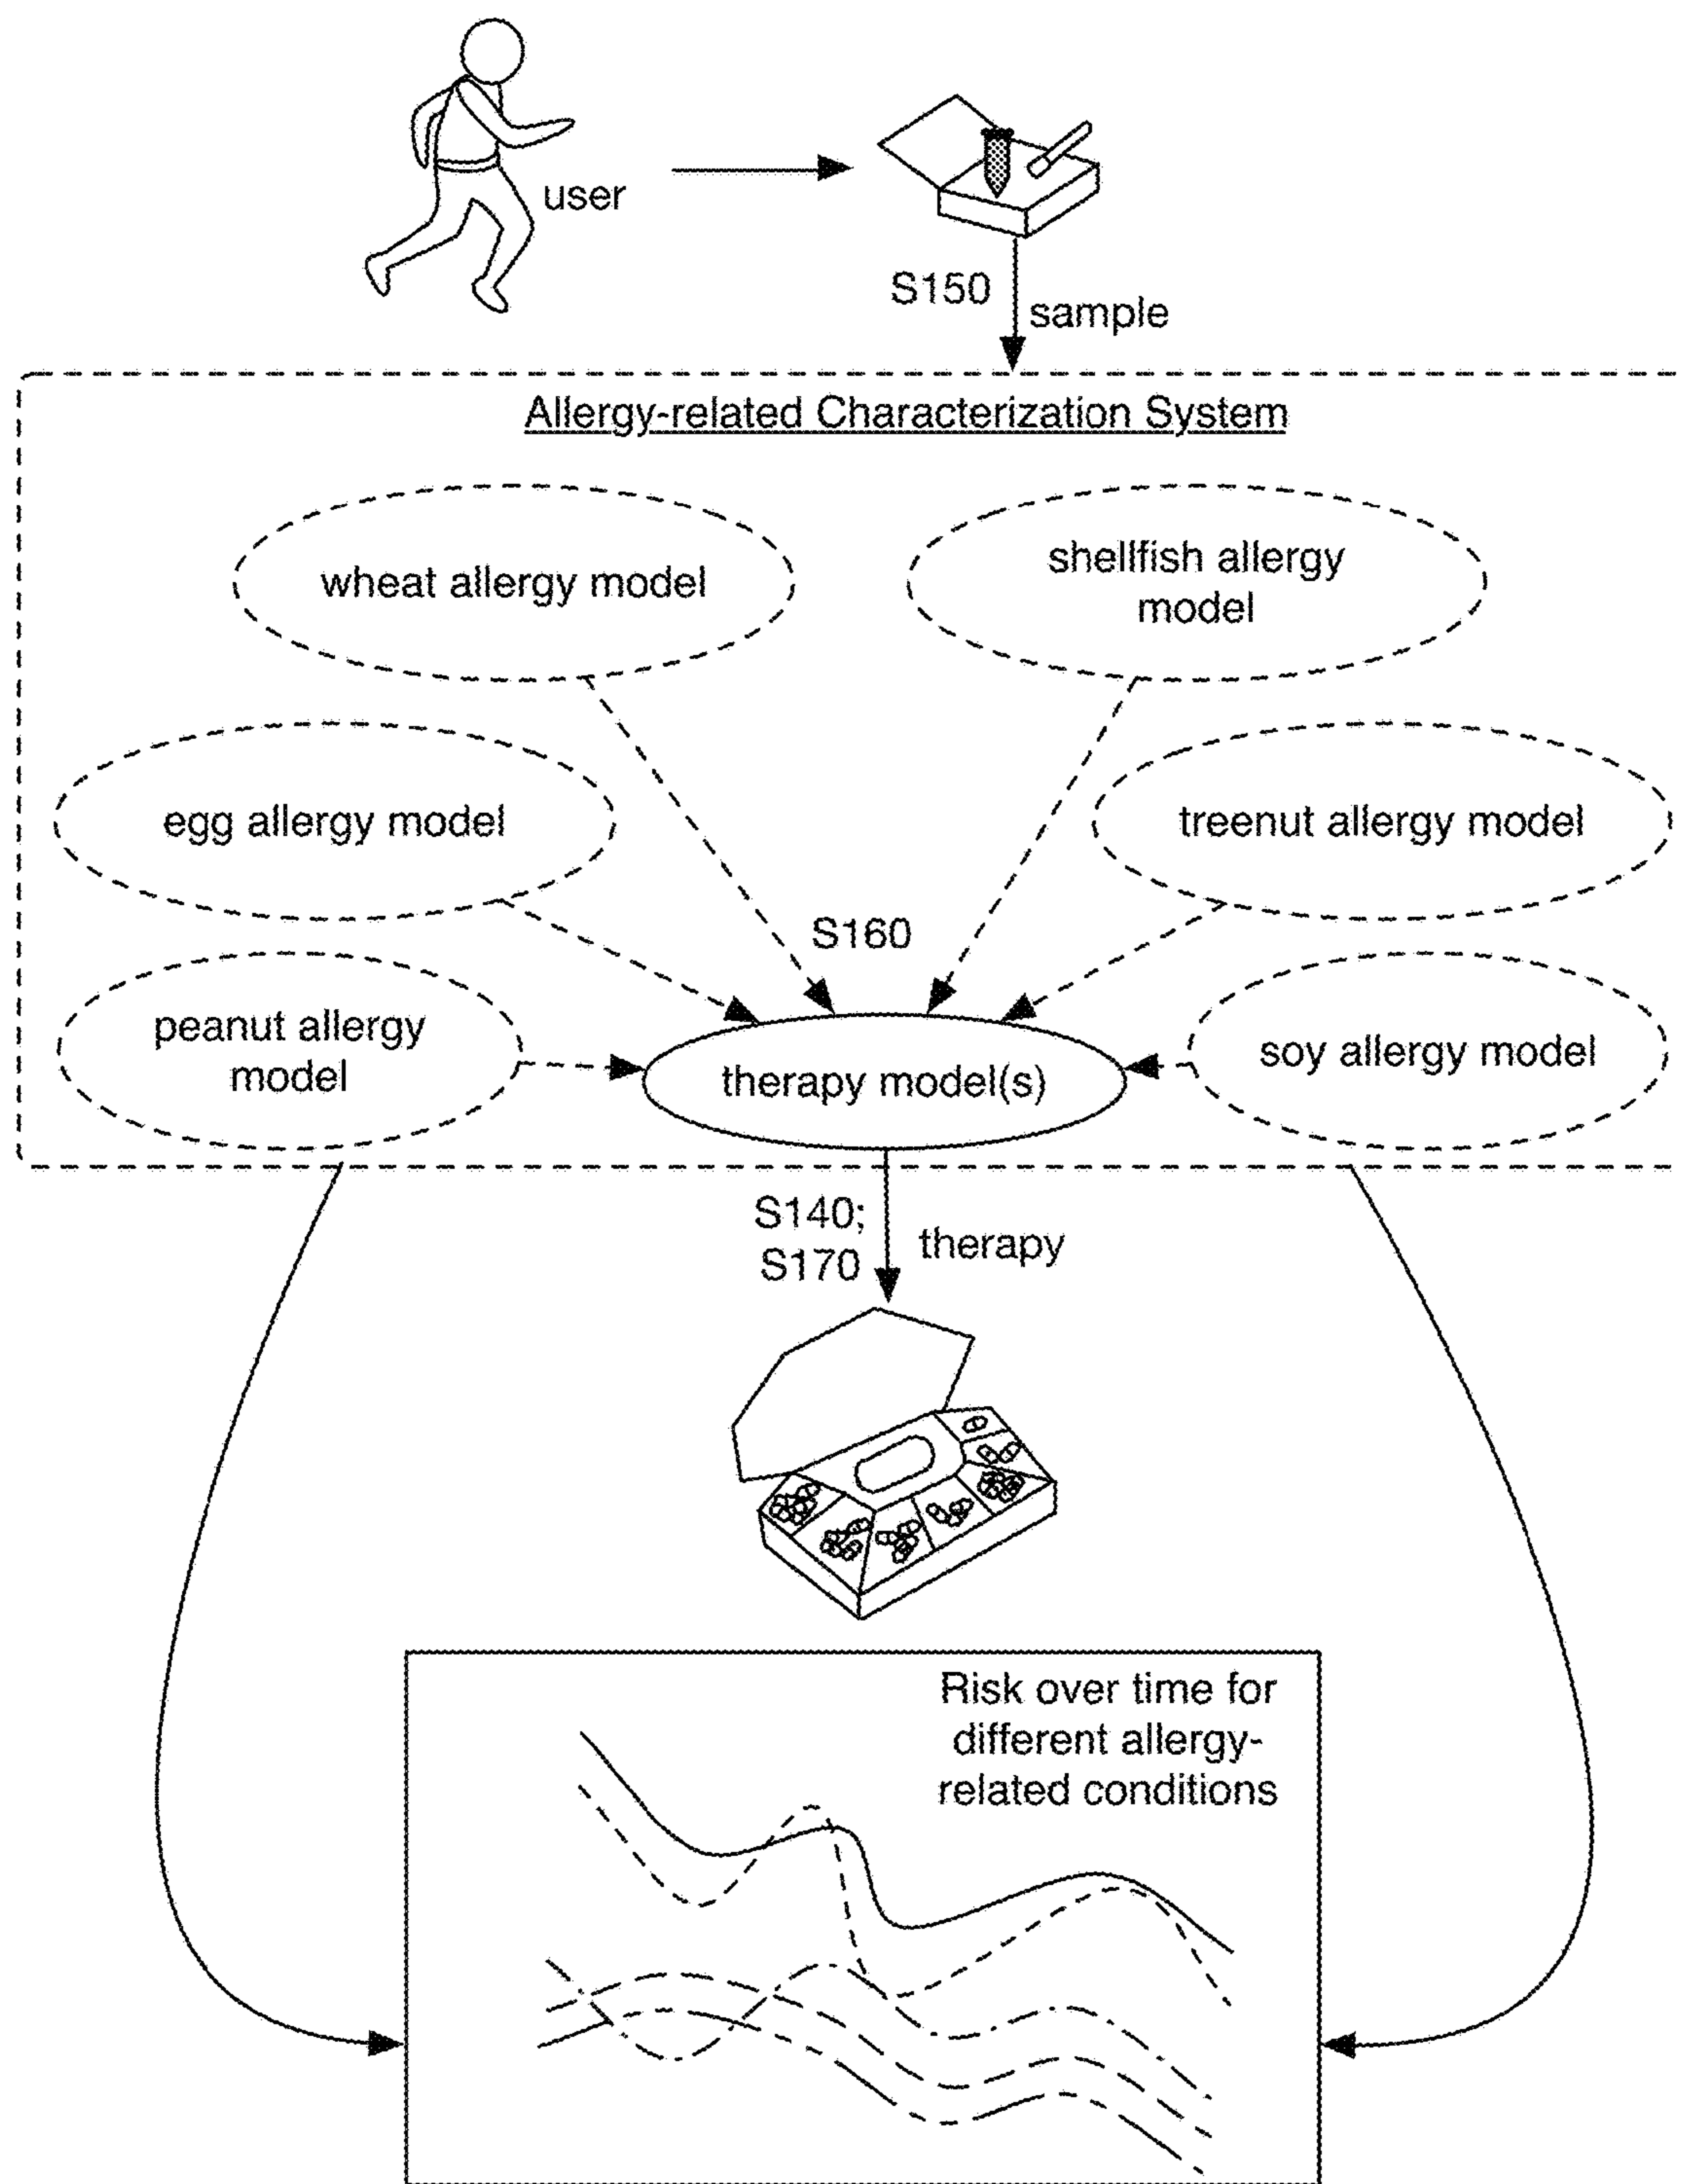 user
S150
sample
Allergy-related Characterization System
wheat allergy model
shellfish allergy
model
egg allergy model
treenut allergy model
S160
peanut allergy
model
therapy model(s)
soy allergy model
S140;
S170
therapy
Risk over time for
different allergy-
related conditions